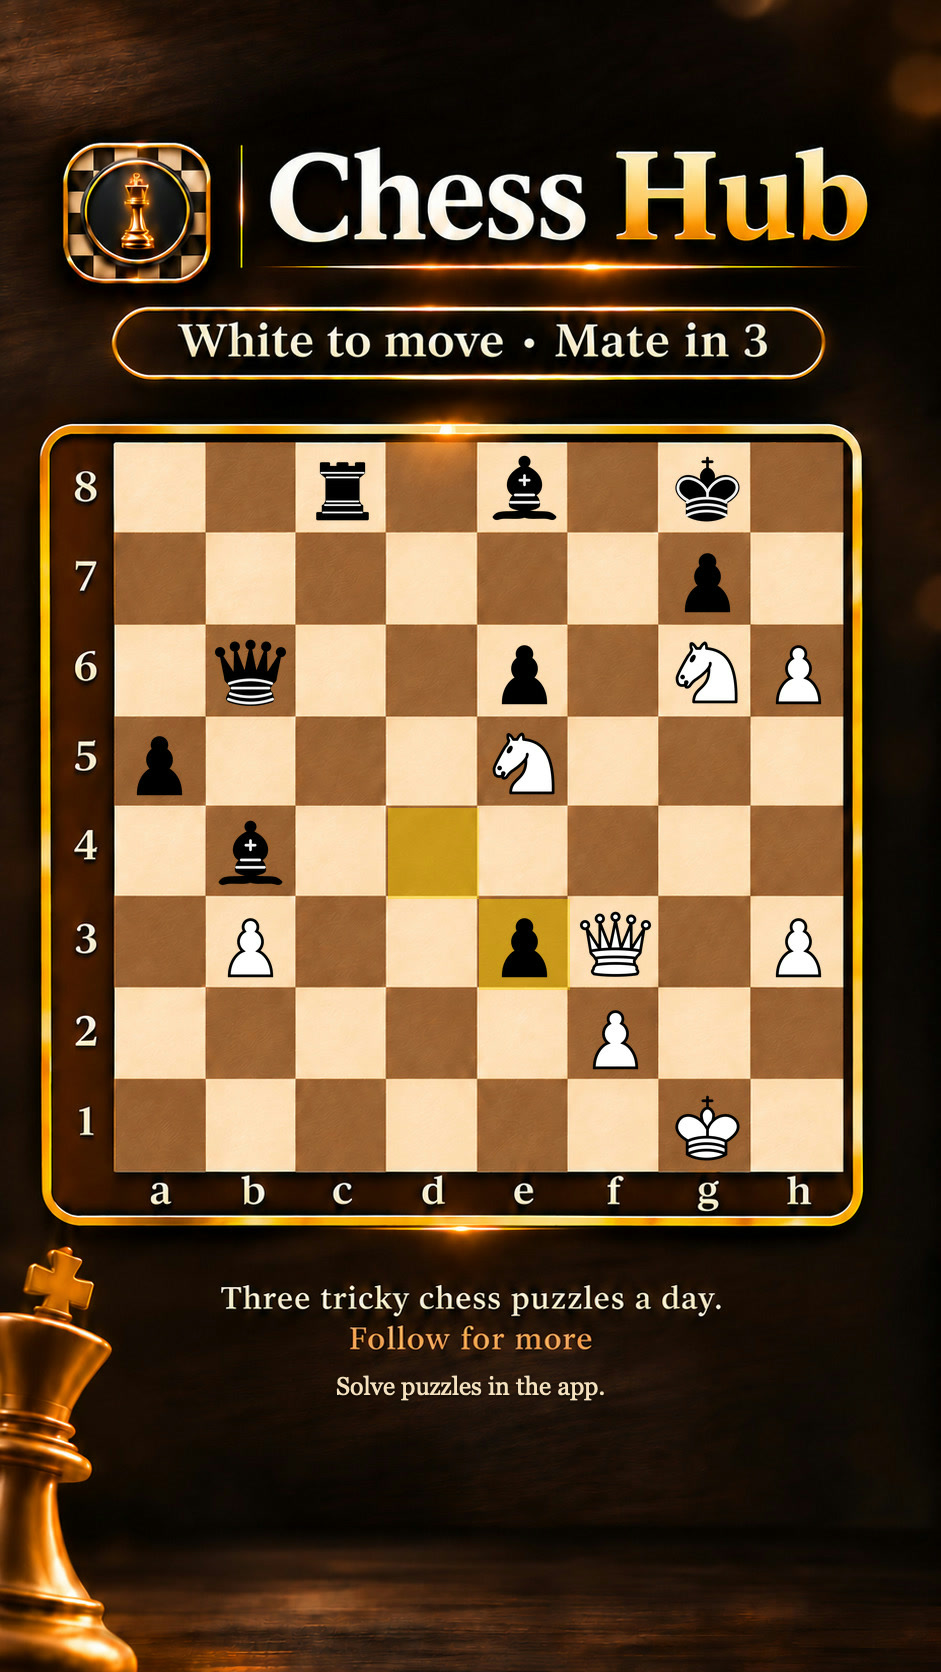 Chess Hub
White to move • Mate in 3
8
7
6
5
4
3
2
1
a b c d e f g h
Three tricky chess puzzles a day.
Follow for more
Solve puzzles in the app.